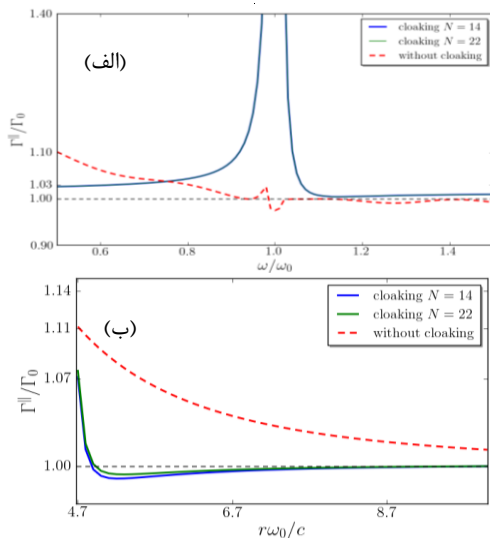 1.40
cloaking N = 14
cloaking N = 22
without cloaking
(الف)
Γ∥/Γ0
1.10
1.03
1.00
0.90
0.6 0.8 1.0 1.2 1.4
ω/ω0
1.14
cloaking N = 14
cloaking N = 22
without cloaking
(ب)
1.11
Γ∥/Γ0
1.07
1.00
4.7 6.7 8.7
rω0/c